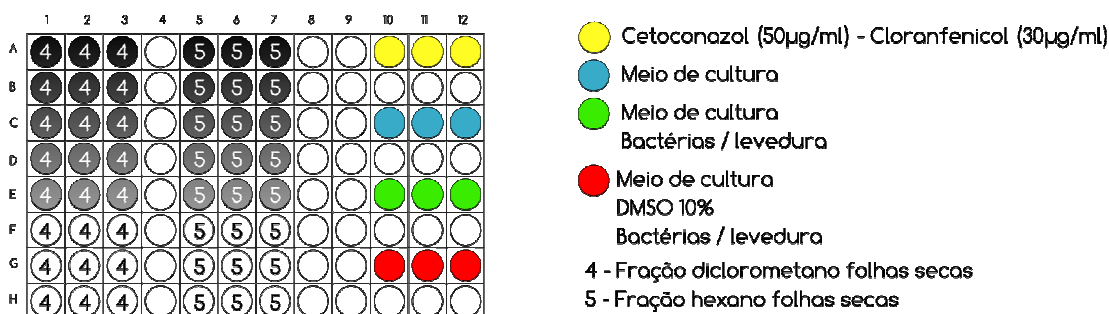 1 2 3 4 5 6 7 8 9 10 11 12
A 4 4 4 5 5 5
B 4 4 4 5 5 5
C 4 4 4 5 5 5
D 4 4 4 5 5 5
E 4 4 4 5 5 5
F 4 4 4 5 5 5
G 4 4 4 5 5 5
H 4 4 4 5 5 5
Cetoconazol (50µg/ml) - Cloranfenicol (30µg/ml)
Meio de cultura
Meio de cultura
Bactérias / levedura
Meio de cultura
DMSO 10%
Bactérias / levedura
4 - Fração diclorometano folhas secas
5 - Fração hexano folhas secas